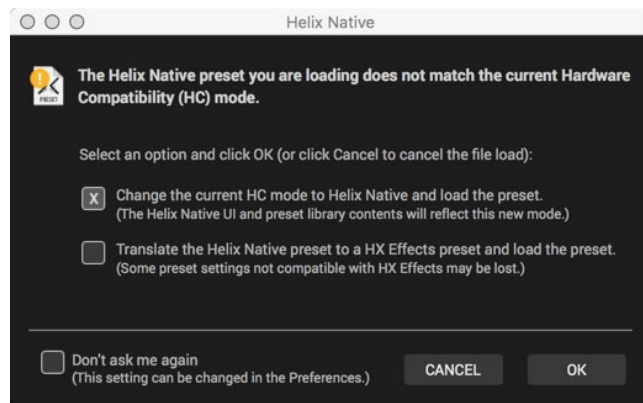 Helix Native
The Helix Native preset you are loading does not match the current Hardware
Compatibility (HC) mode.
PRESET
Select an option and click OK (or click Cancel to cancel the file load):
X Change the current HC mode to Helix Native and load the preset.
(The Helix Native UI and preset library contents will reflect this new mode.)
Translate the Helix Native preset to a HX Effects preset and load the preset.
(Some preset settings not compatible with HX Effects may be lost.)
Don't ask me again
(This setting can be changed in the Preferences.)
CANCEL OK